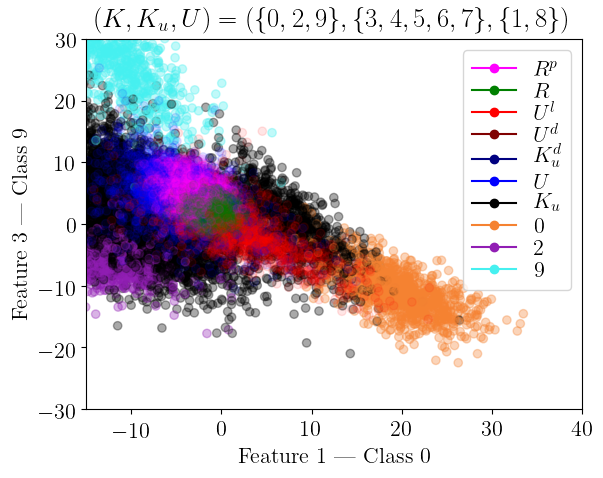 (K, K_u, U) = ({0, 2, 9}, {3, 4, 5, 6, 7}, {1, 8})
30
20
10
0
−10
−20
−30
Feature 3 — Class 9
R^p
R
U^l
U^d
K_u^d
U
K_u
0
2
9
−10
0
10
20
30
40
Feature 1 — Class 0